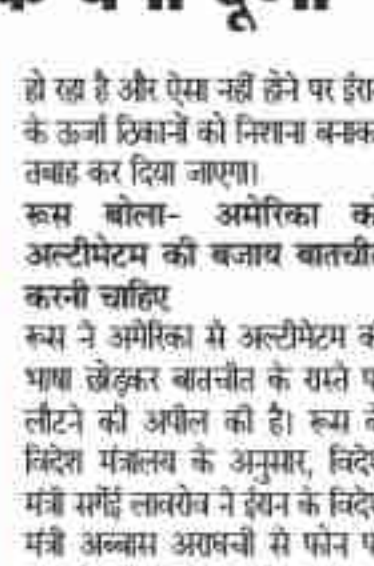 हो रहा है और ऐसा नहीं होने पर ईरा
के ऊर्जा ठिकानों को निशाना बनाक
तबाह कर दिया जाएगा।
रूस बोला- अमेरिका को
अल्टीमेटम की बजाय बातचीत
करनी चाहिए
रूस ने अमेरिका से अल्टीमेटम की
भाषा छोड़कर बातचीत के रास्ते प
लौटने की अपील की है। रूस के
विदेश मंत्रालय के अनुसार, विदेश
मंत्री सर्गेई लावरोव ने ईरान के विदेश
मंत्री अब्बास अराघची से फोन प